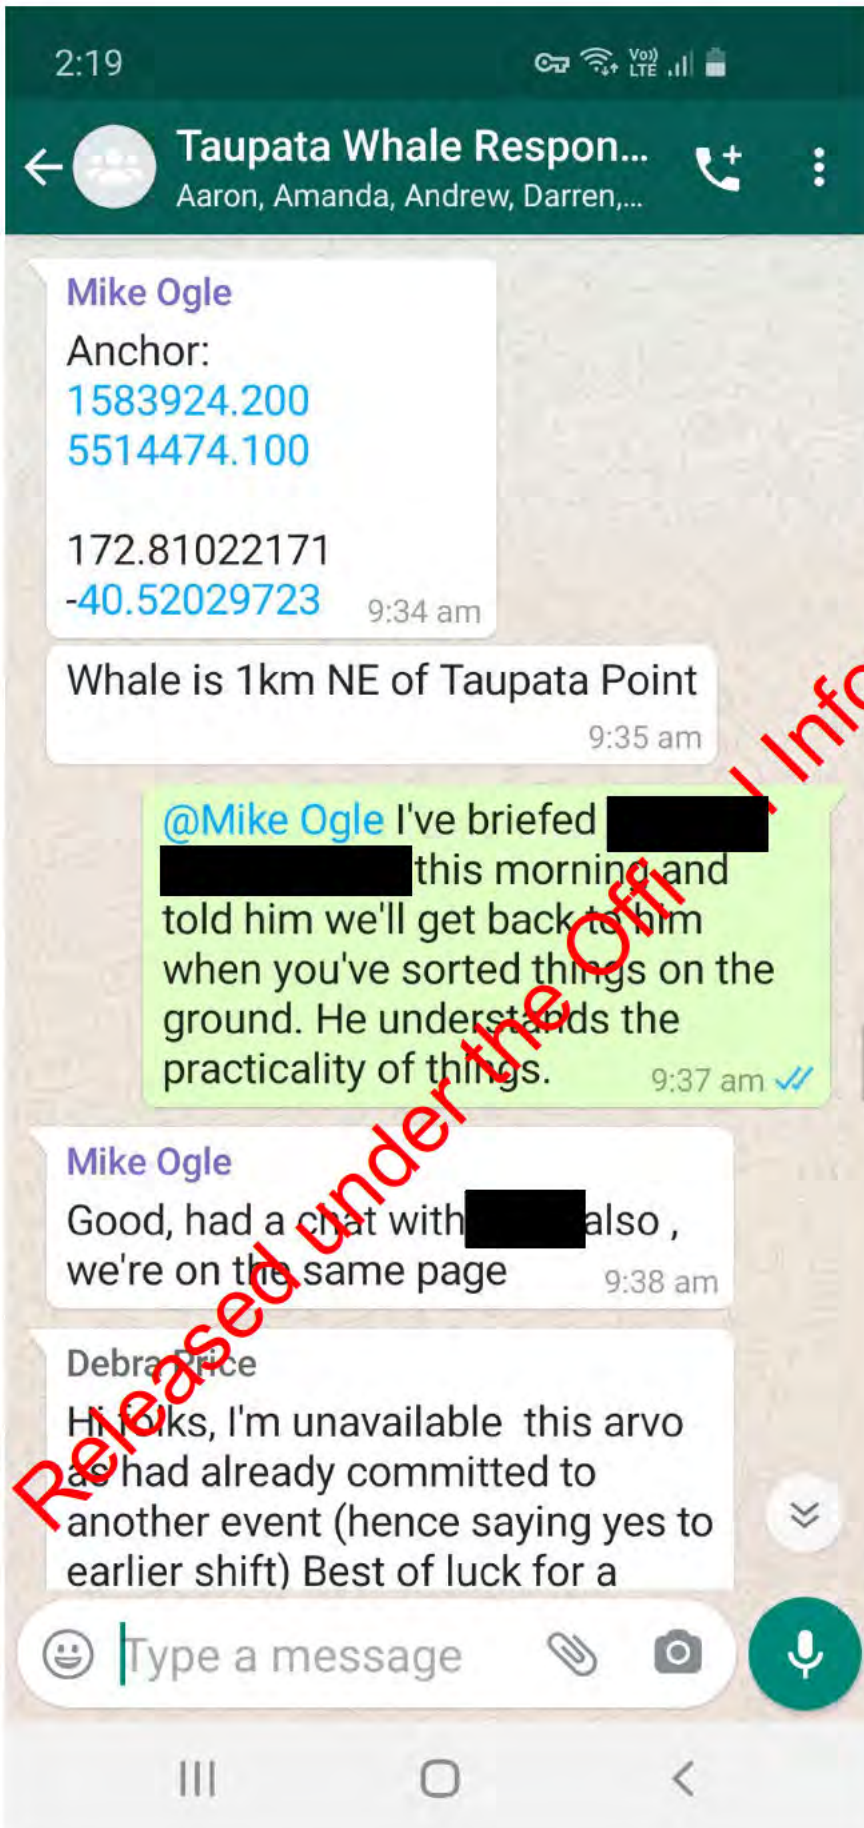 2:19
Vo))
LTE
Taupata Whale Respon...
Aaron, Amanda, Andrew, Darren,...
Mike Ogle
Anchor:
1583924.200
5514474.100
172.81022171
-40.52029723 9:34 am
Whale is 1km NE of Taupata Point
9:35 am
@Mike Ogle I've briefed
this morning and
told him we'll get back to him
when you've sorted things on the
ground. He understands the
practicality of things. 9:37 am
Mike Ogle
Good, had a chat with also ,
we're on the same page 9:38 am
Debra Price
Hi folks, I'm unavailable this arvo
as had already committed to
another event (hence saying yes to
earlier shift) Best of luck for a
Type a message
Released under the Offi l Info